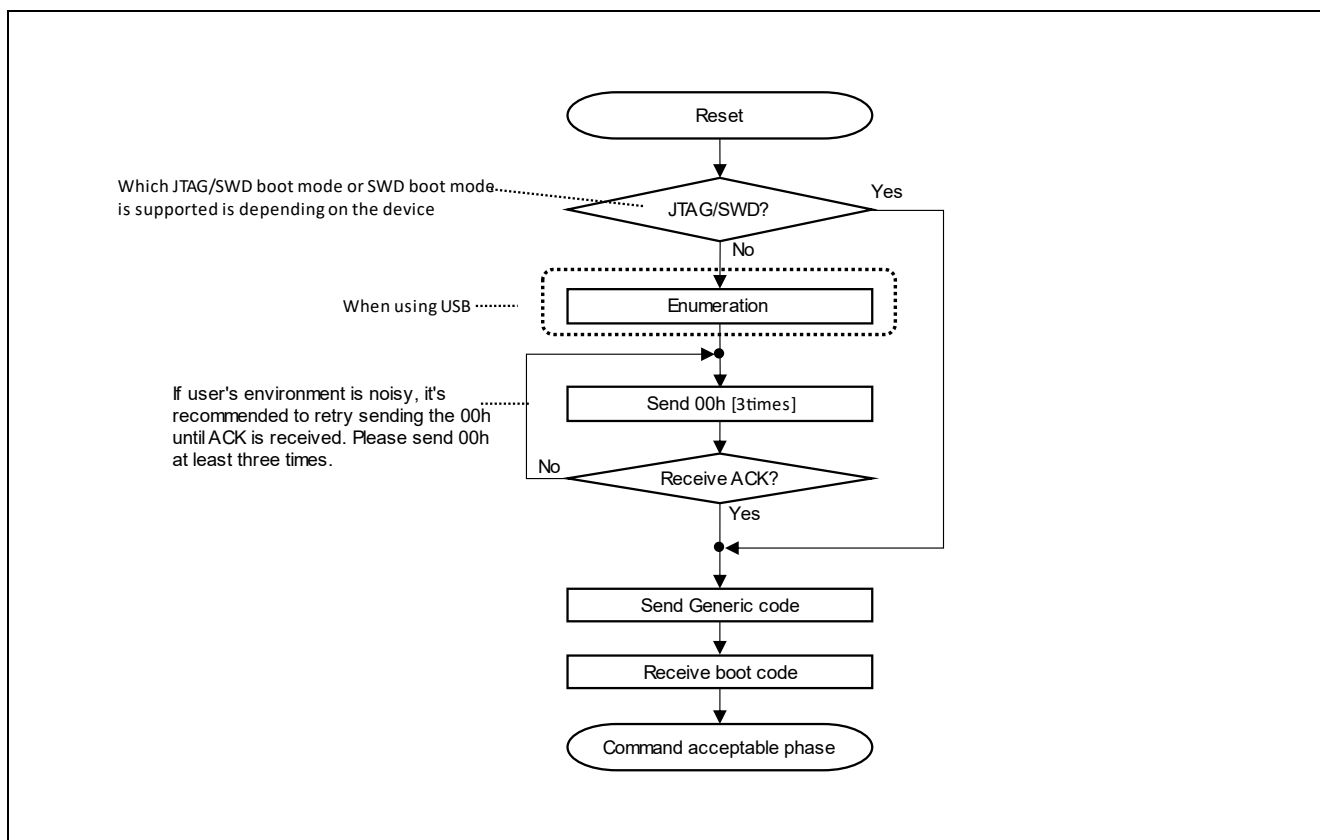 Reset
Which JTAG/SWD boot mode or SWD boot mode
is supported is depending on the device
JTAG/SWD?
Yes
No
When using USB
Enumeration
If user's environment is noisy, it's
recommended to retry sending the 00h
until ACK is received. Please send 00h
at least three times.
Send 00h [3times]
No
Receive ACK?
Yes
Send Generic code
Receive boot code
Command acceptable phase